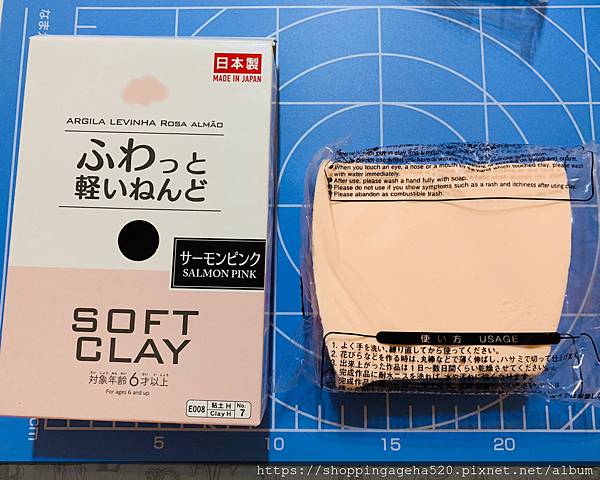 日本製
MADE IN JAPAN
ARGILA LEVINHA ROSA ALMÃO
ふわっと
軽いねんど
サーモンピンク
SALMON PINK
SOFT
CLAY
対象年齢6才以上
For ages 6 and up
E008
粘土 H
Clay H
No.
7
When you touch an eye, a nose or a mouth
which touched clay, please wash
with water immediately.
After use, please wash a hand fully with soap.
Please do not use if you show symptoms such as a rash and itchiness after using clay.
Please abandon as combustible trash.
使い方 USAGE
1. よく手を洗い、練り直してから使ってください。
2. 花びらなどを作る時は、丸棒などで薄く伸ばし、ハサミで切って
3. 出来上がった作品は1日～数日間くらい乾燥させてください。
cm
5
10
15
20
https://shoppingageha520.pixnet.net/album